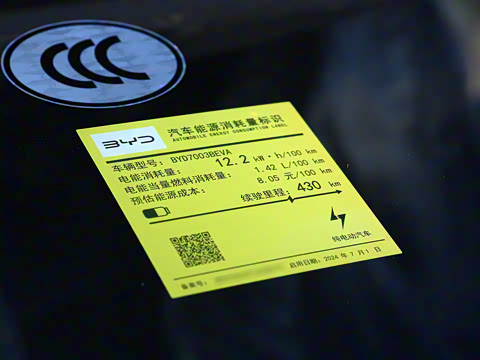 CCC
BYD
汽车能源消耗量标识
AUTOMOBILE ENERGY CONSUMPTION LABEL
车辆型号： BYD7003BEVA
电能消耗量： 12.2 kW·h/100 km
电能当量燃料消耗量： 1.42 L/100 km
预估能源成本： 8.05 元/100 km
续驶里程： 430 km
纯电动汽车
备案号：
启用日期：2024 年 7 月 1 日